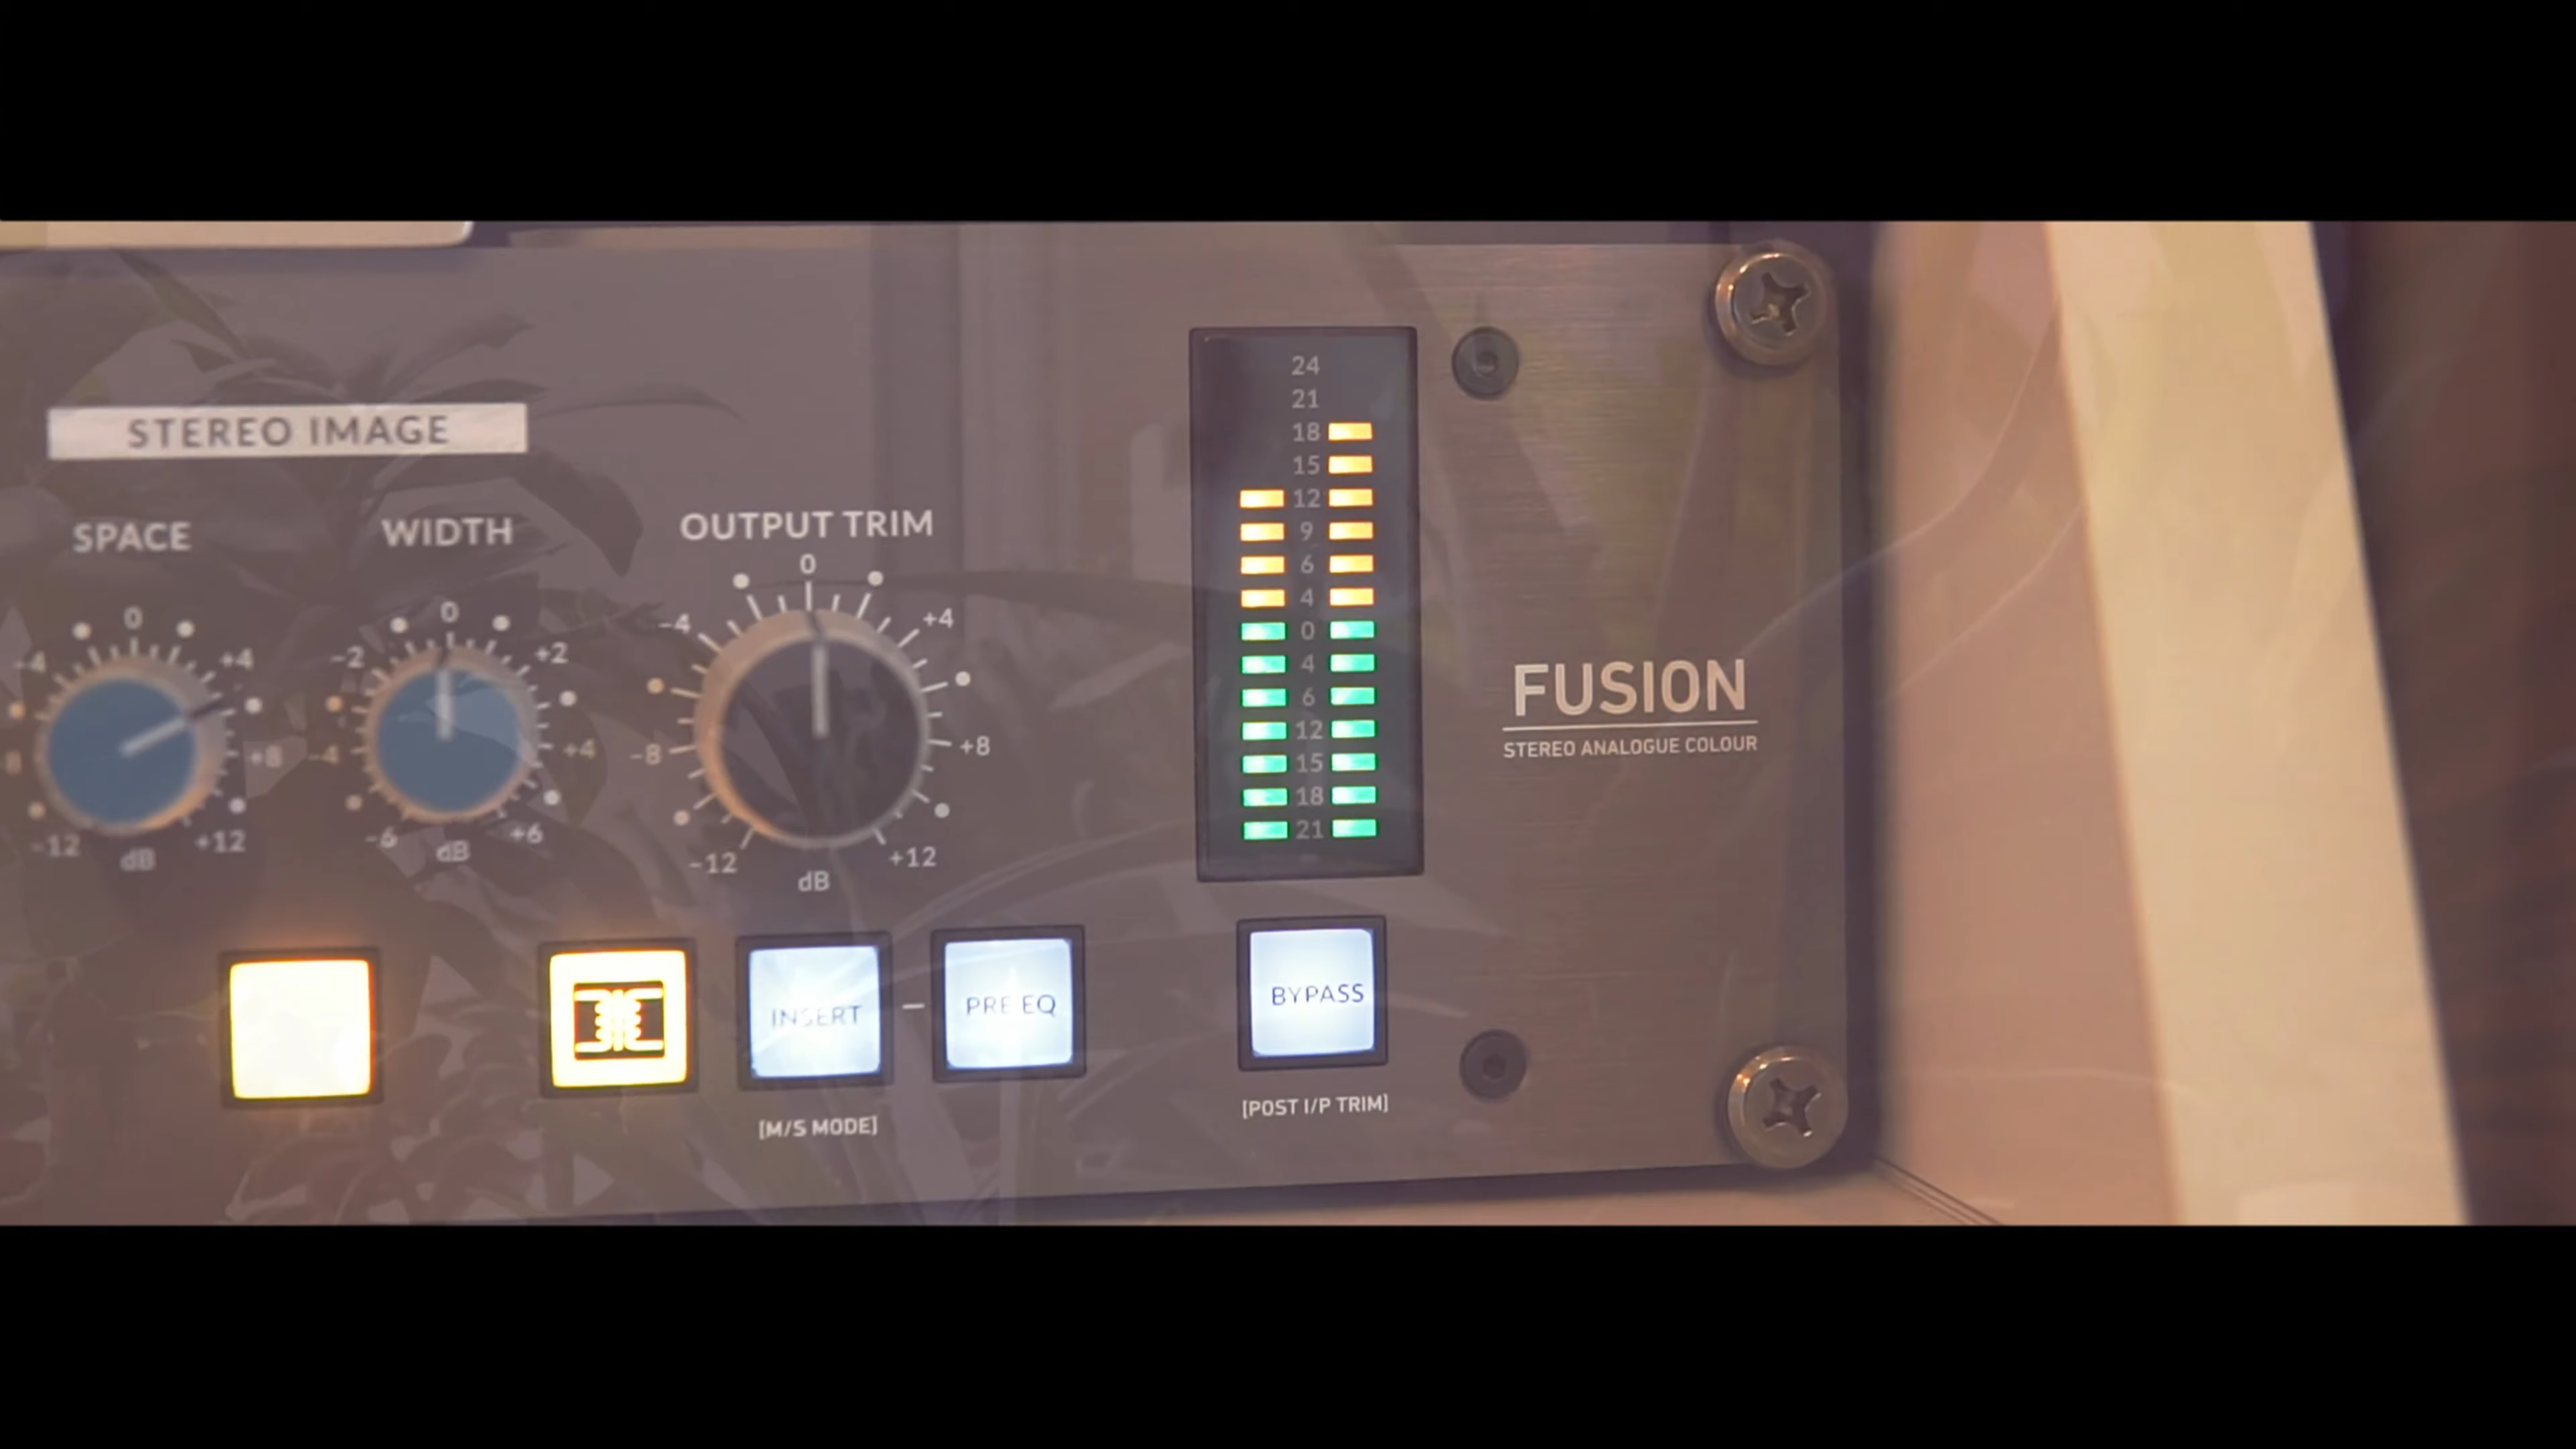 STEREO IMAGE
SPACE
0
-4 +4
-8 +8
-12 +12
dB
WIDTH
0
-2 +2
-4 +4
-6 +6
dB
OUTPUT TRIM
0
-4 +4
-8 +8
-12 +12
dB
24
21
18
15
12
9
6
4
0
4
6
12
15
18
21
FUSION
STEREO ANALOGUE COLOUR
INSERT – PRE EQ
[M/S MODE]
BYPASS
[POST I/P TRIM]